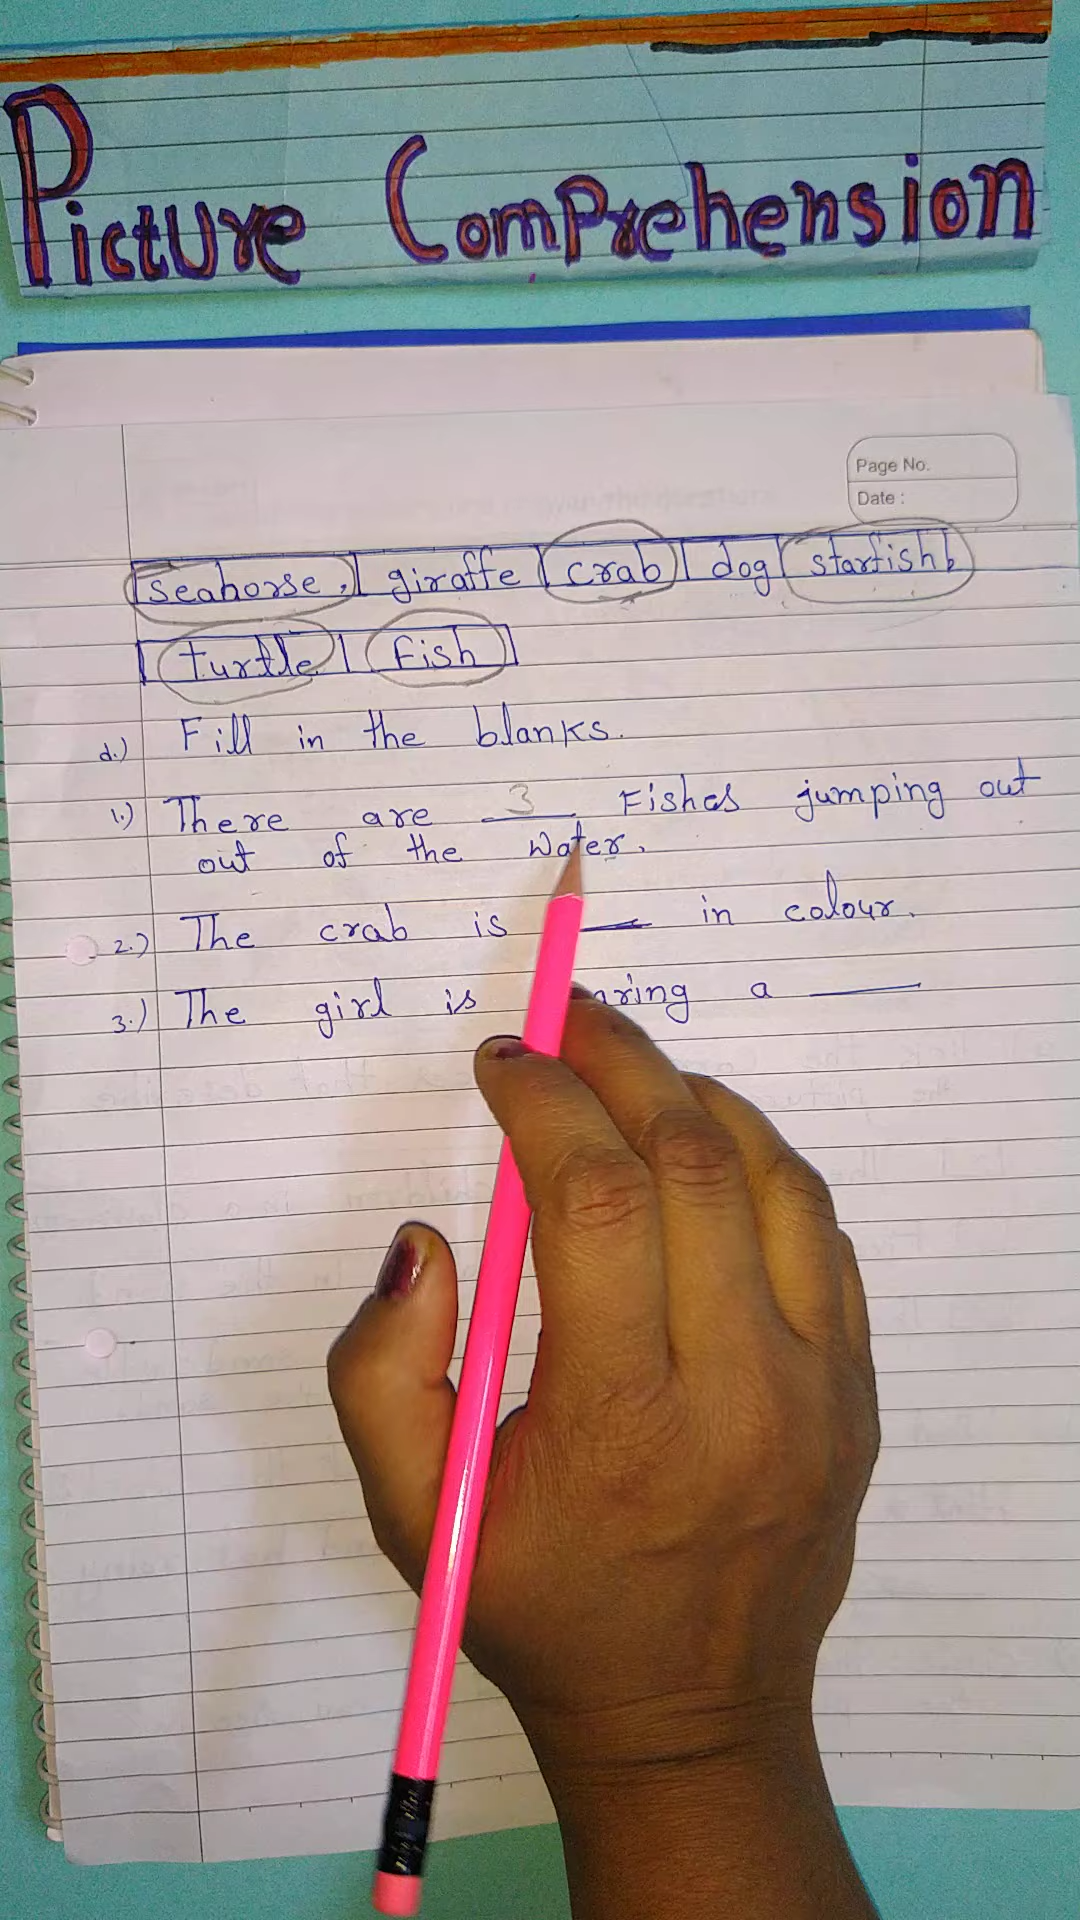 Picture Comprehension
Page No.
Date :
seahorse, giraffe crab dog starfish
turtle fish
d.) Fill in the blanks.
1.) There are 3 Fishes jumping out
out of the water.
2.) The crab is ___ in colour.
3.) The girl is aring a ___